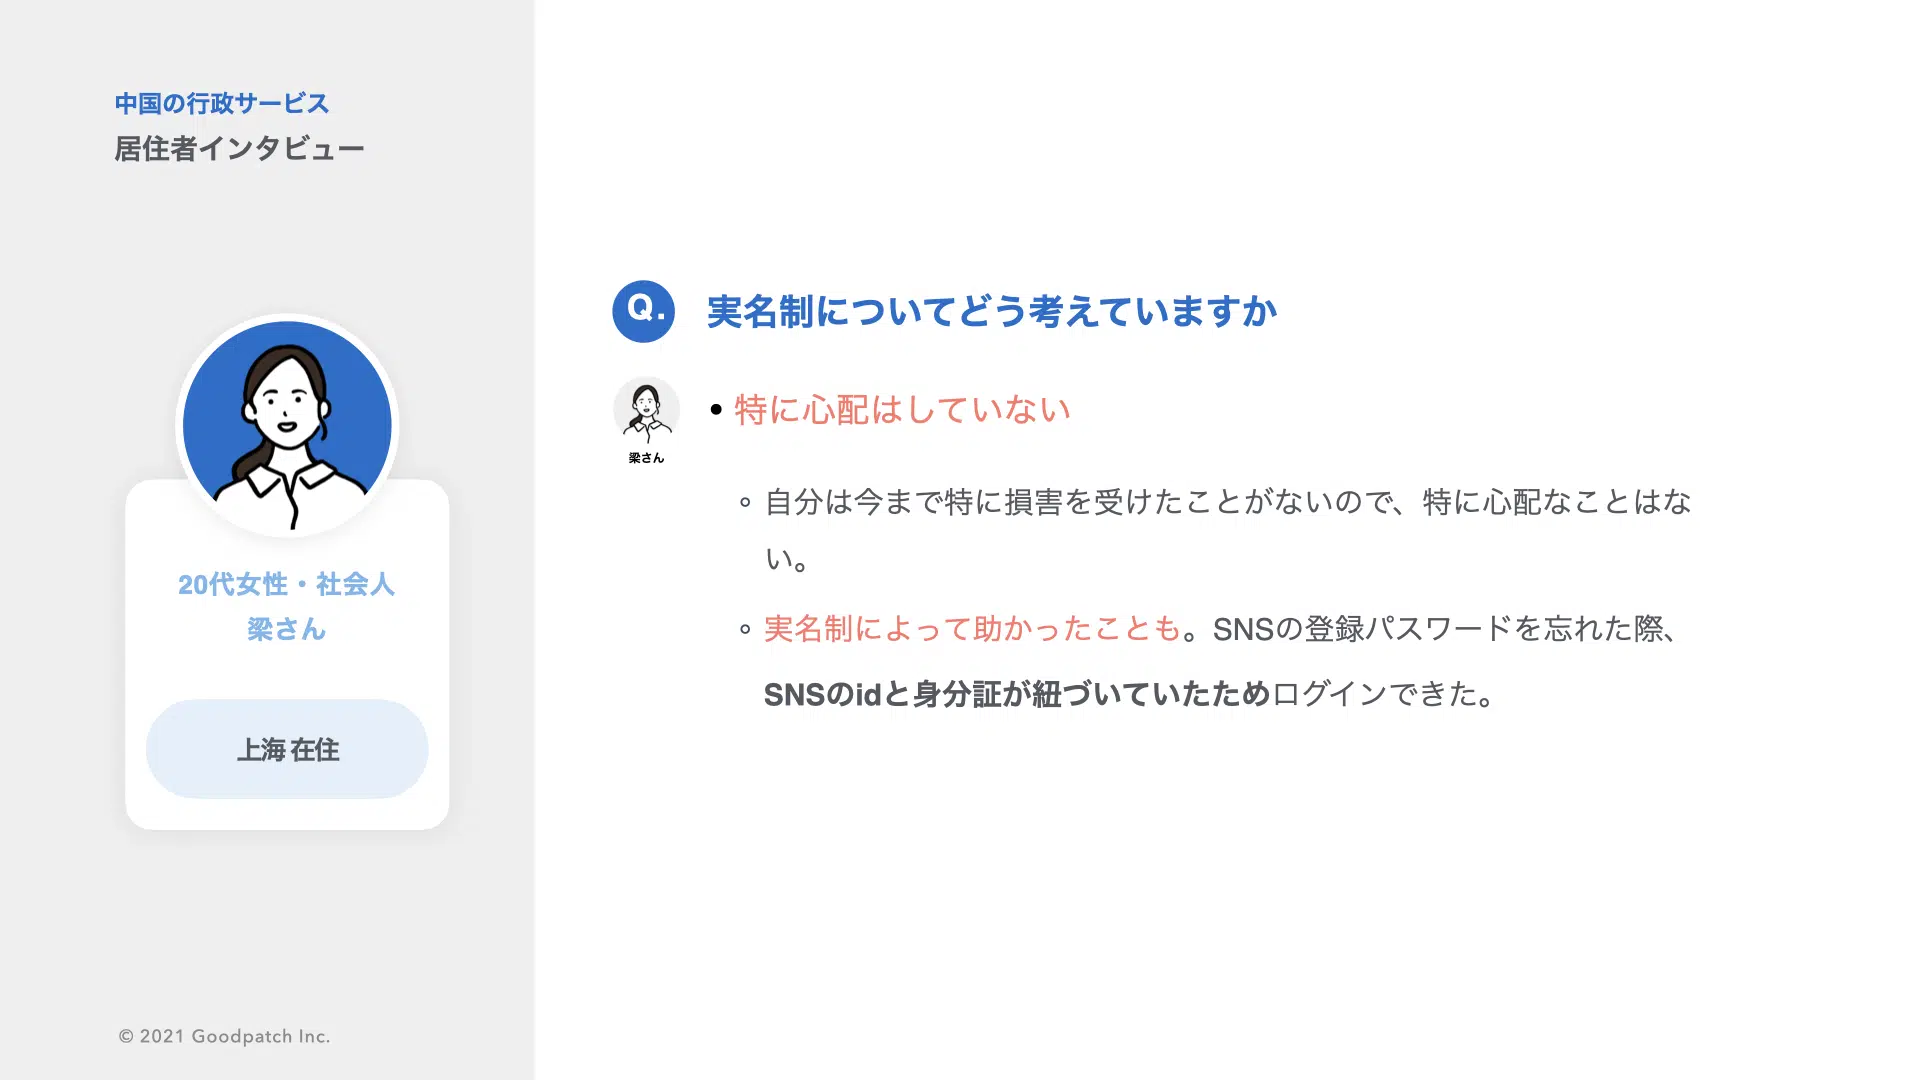 中国の行政サービス
居住者インタビュー
20代女性・社会人
梁さん
上海 在住
© 2021 Goodpatch Inc.
Q. 実名制についてどう考えていますか
梁さん
• 特に心配はしていない
◦ 自分は今まで特に損害を受けたことがないので、特に心配なことはな
い。
◦ 実名制によって助かったことも。SNSの登録パスワードを忘れた際、
SNSのidと身分証が紐づいていたためログインできた。